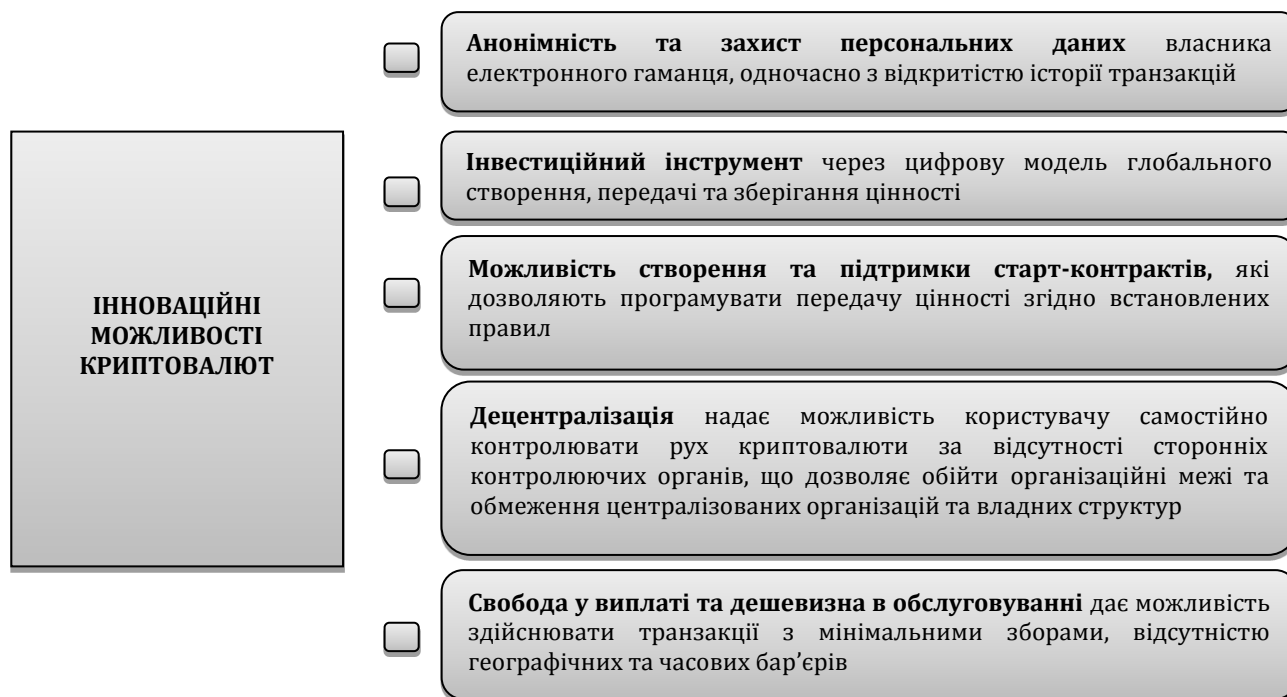 ІННОВАЦІЙНІ
МОЖЛИВОСТІ
КРИПТОВАЛЮТ
Анонімність та захист персональних даних власника
електронного гаманця, одночасно з відкритістю історії транзакцій
Інвестиційний інструмент через цифрову модель глобального
створення, передачі та зберігання цінності
Можливість створення та підтримки старт-контрактів, які
дозволяють програмувати передачу цінності згідно встановлених
правил
Децентралізація надає можливість користувачу самостійно
контролювати рух криптовалюти за відсутності сторонніх
контролюючих органів, що дозволяє обійти організаційні межі та
обмеження централізованих організацій та владних структур
Свобода у виплаті та дешевизна в обслуговуванні дає можливість
здійснювати транзакції з мінімальними зборами, відсутністю
географічних та часових бар’єрів